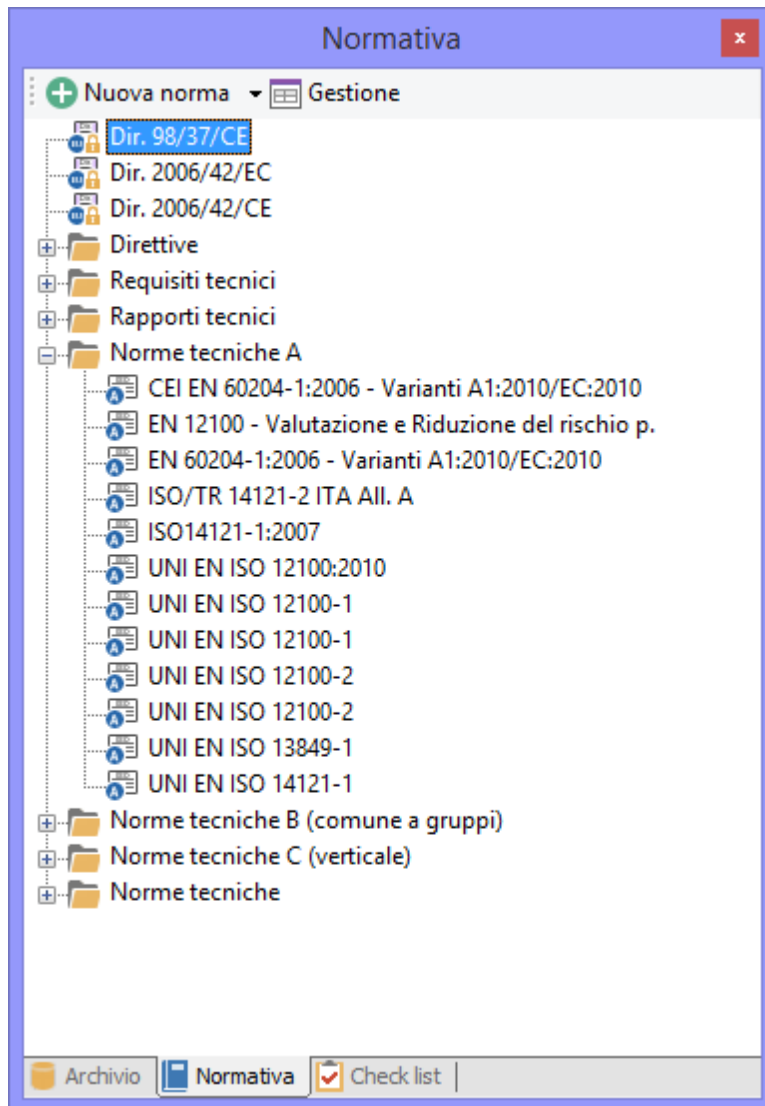 Normativa
Nuova norma Gestione
Dir. 98/37/CE
Dir. 2006/42/EC
Dir. 2006/42/CE
Direttive
Requisiti tecnici
Rapporti tecnici
Norme tecniche A
CEI EN 60204-1:2006 - Varianti A1:2010/EC:2010
EN 12100 - Valutazione e Riduzione del rischio p.
EN 60204-1:2006 - Varianti A1:2010/EC:2010
ISO/TR 14121-2 ITA All. A
ISO14121-1:2007
UNI EN ISO 12100:2010
UNI EN ISO 12100-1
UNI EN ISO 12100-1
UNI EN ISO 12100-2
UNI EN ISO 12100-2
UNI EN ISO 13849-1
UNI EN ISO 14121-1
Norme tecniche B (comune a gruppi)
Norme tecniche C (verticale)
Norme tecniche
Archivio Normativa Check list